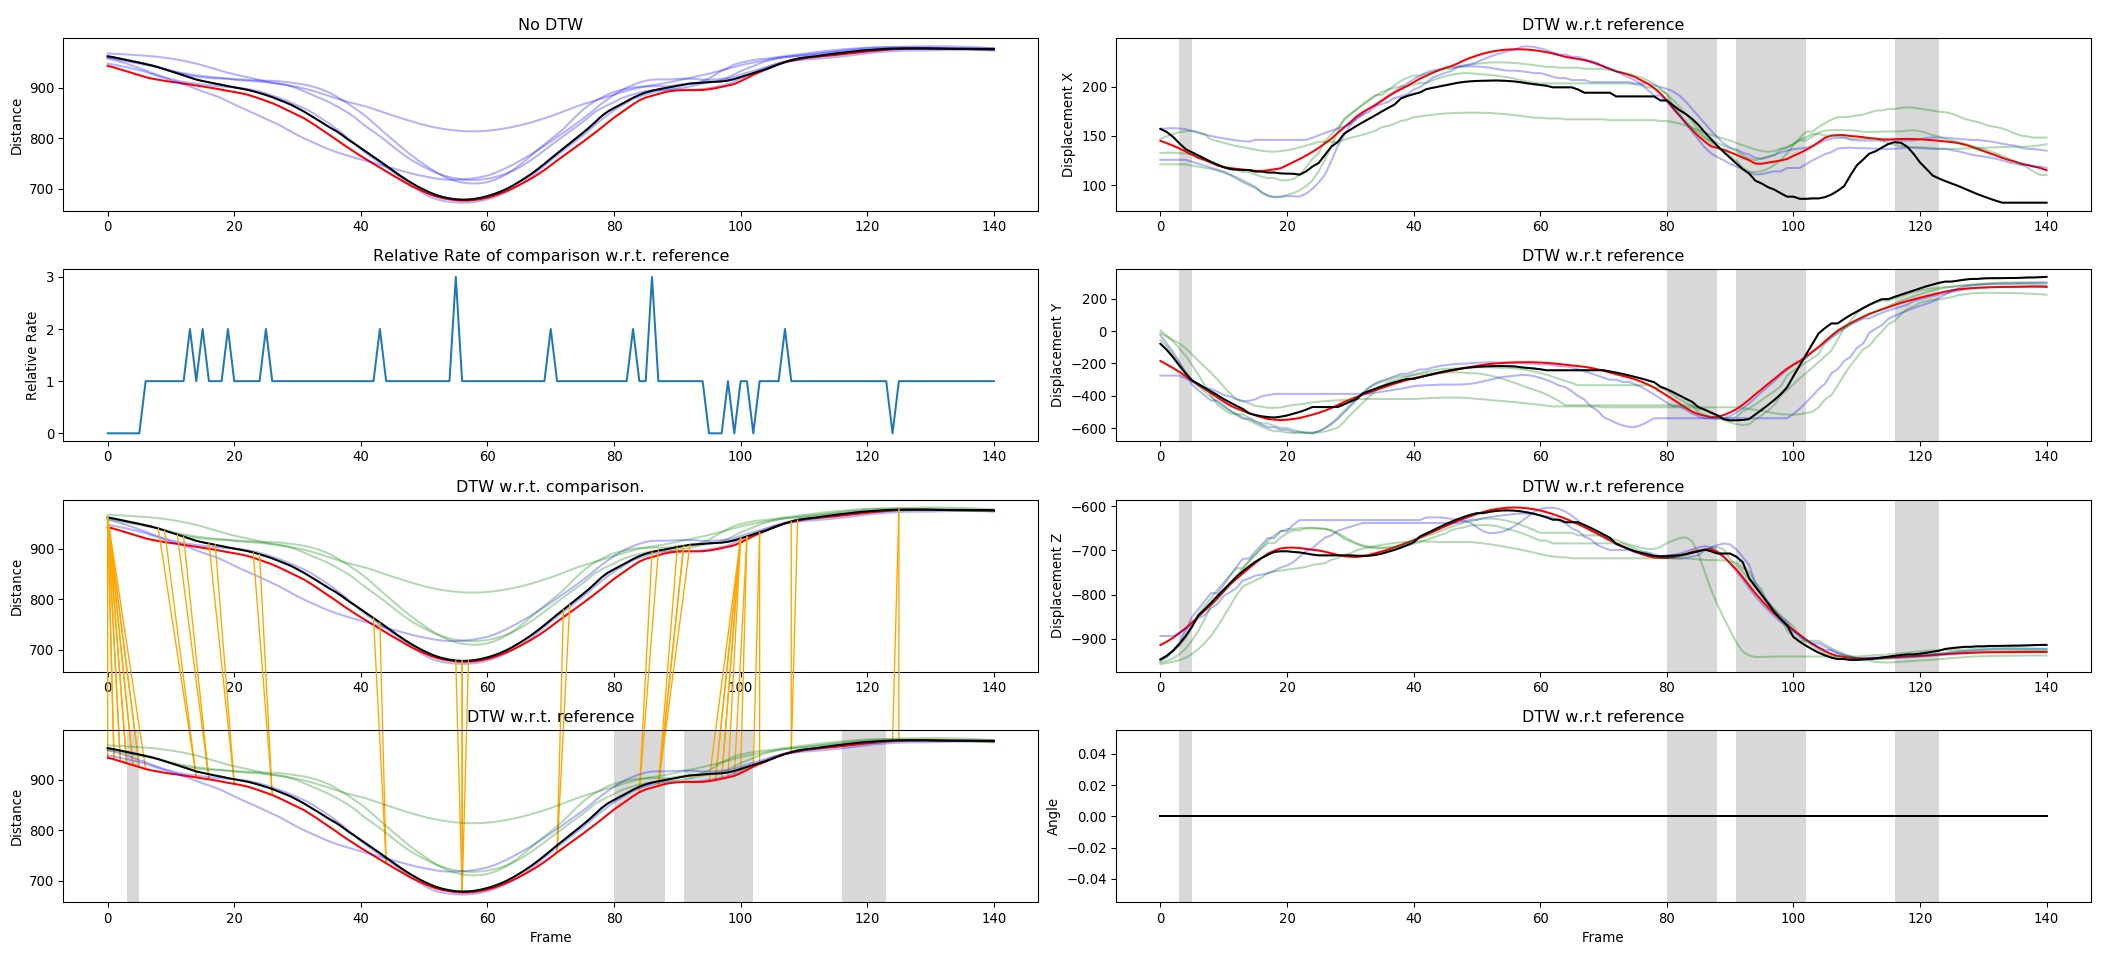 No DTW
Distance
900
800
700
0 20 40 60 80 100 120 140
Relative Rate of comparison w.r.t. reference
Relative Rate
3
2
1
0
0 20 40 60 80 100 120 140
DTW w.r.t. comparison.
Distance
900
800
700
0 20 40 60 80 100 120 140
DTW w.r.t. reference
Distance
900
800
700
0 20 40 60 80 100 120 140
Frame
DTW w.r.t reference
Displacement X
200
150
100
0 20 40 60 80 100 120 140
DTW w.r.t reference
Displacement Y
200
0
−200
−400
−600
0 20 40 60 80 100 120 140
DTW w.r.t reference
Displacement Z
−600
−700
−800
−900
0 20 40 60 80 100 120 140
DTW w.r.t reference
Angle
0.04
0.02
0.00
−0.02
−0.04
0 20 40 60 80 100 120 140
Frame